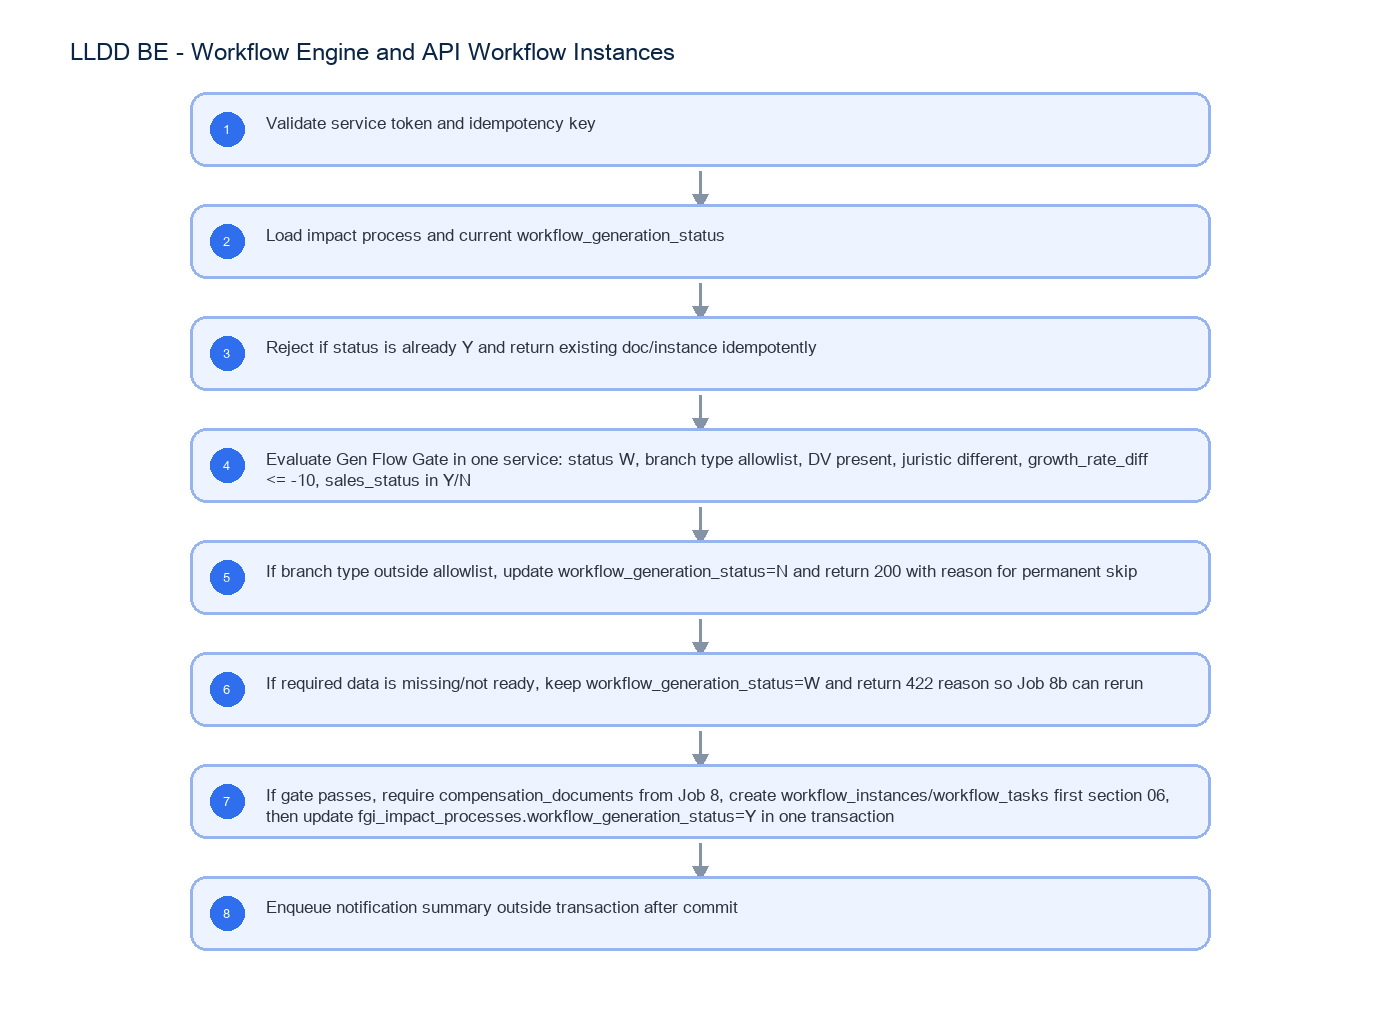 LLDD BE - Workflow Engine and API Workflow Instances
1
Validate service token and idempotency key
2
Load impact process and current workflow_generation_status
3
Reject if status is already Y and return existing doc/instance idempotently
4
Evaluate Gen Flow Gate in one service: status W, branch type allowlist, DV present, juristic different, growth_rate_diff
<= -10, sales_status in Y/N
5
If branch type outside allowlist, update workflow_generation_status=N and return 200 with reason for permanent skip
6
If required data is missing/not ready, keep workflow_generation_status=W and return 422 reason so Job 8b can rerun
7
If gate passes, require compensation_documents from Job 8, create workflow_instances/workflow_tasks first section 06,
then update fgi_impact_processes.workflow_generation_status=Y in one transaction
8
Enqueue notification summary outside transaction after commit